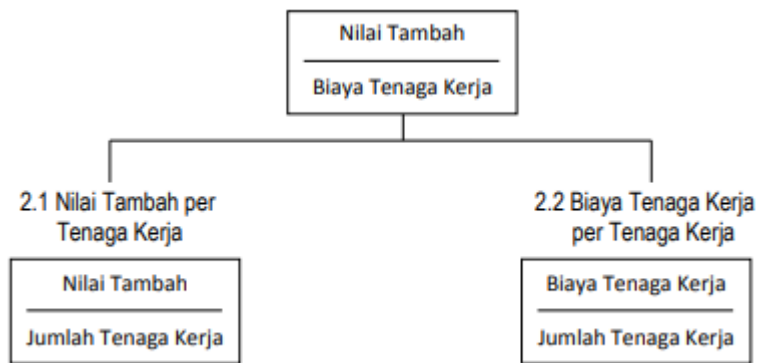 Nilai Tambah
Biaya Tenaga Kerja
2.1 Nilai Tambah per
Tenaga Kerja
Nilai Tambah
Jumlah Tenaga Kerja
2.2 Biaya Tenaga Kerja
per Tenaga Kerja
Biaya Tenaga Kerja
Jumlah Tenaga Kerja